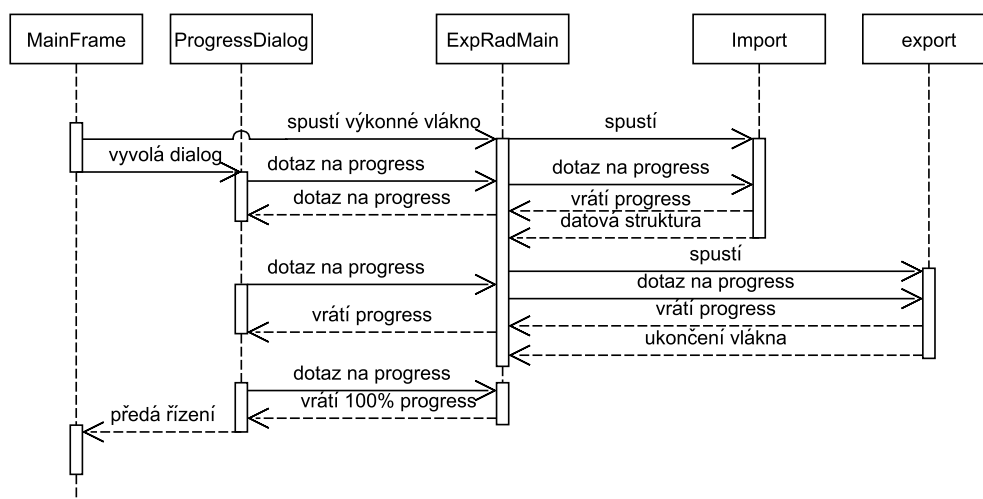 MainFrame
ProgressDialog
ExpRadMain
Import
export
spustí výkonné vlákno
spustí
vyvolá dialog
dotaz na progress
dotaz na progress
dotaz na progress
vrátí progress
datová struktura
spustí
dotaz na progress
dotaz na progress
vrátí progress
vrátí progress
ukončení vlákna
dotaz na progress
vrátí 100% progress
předá řízení